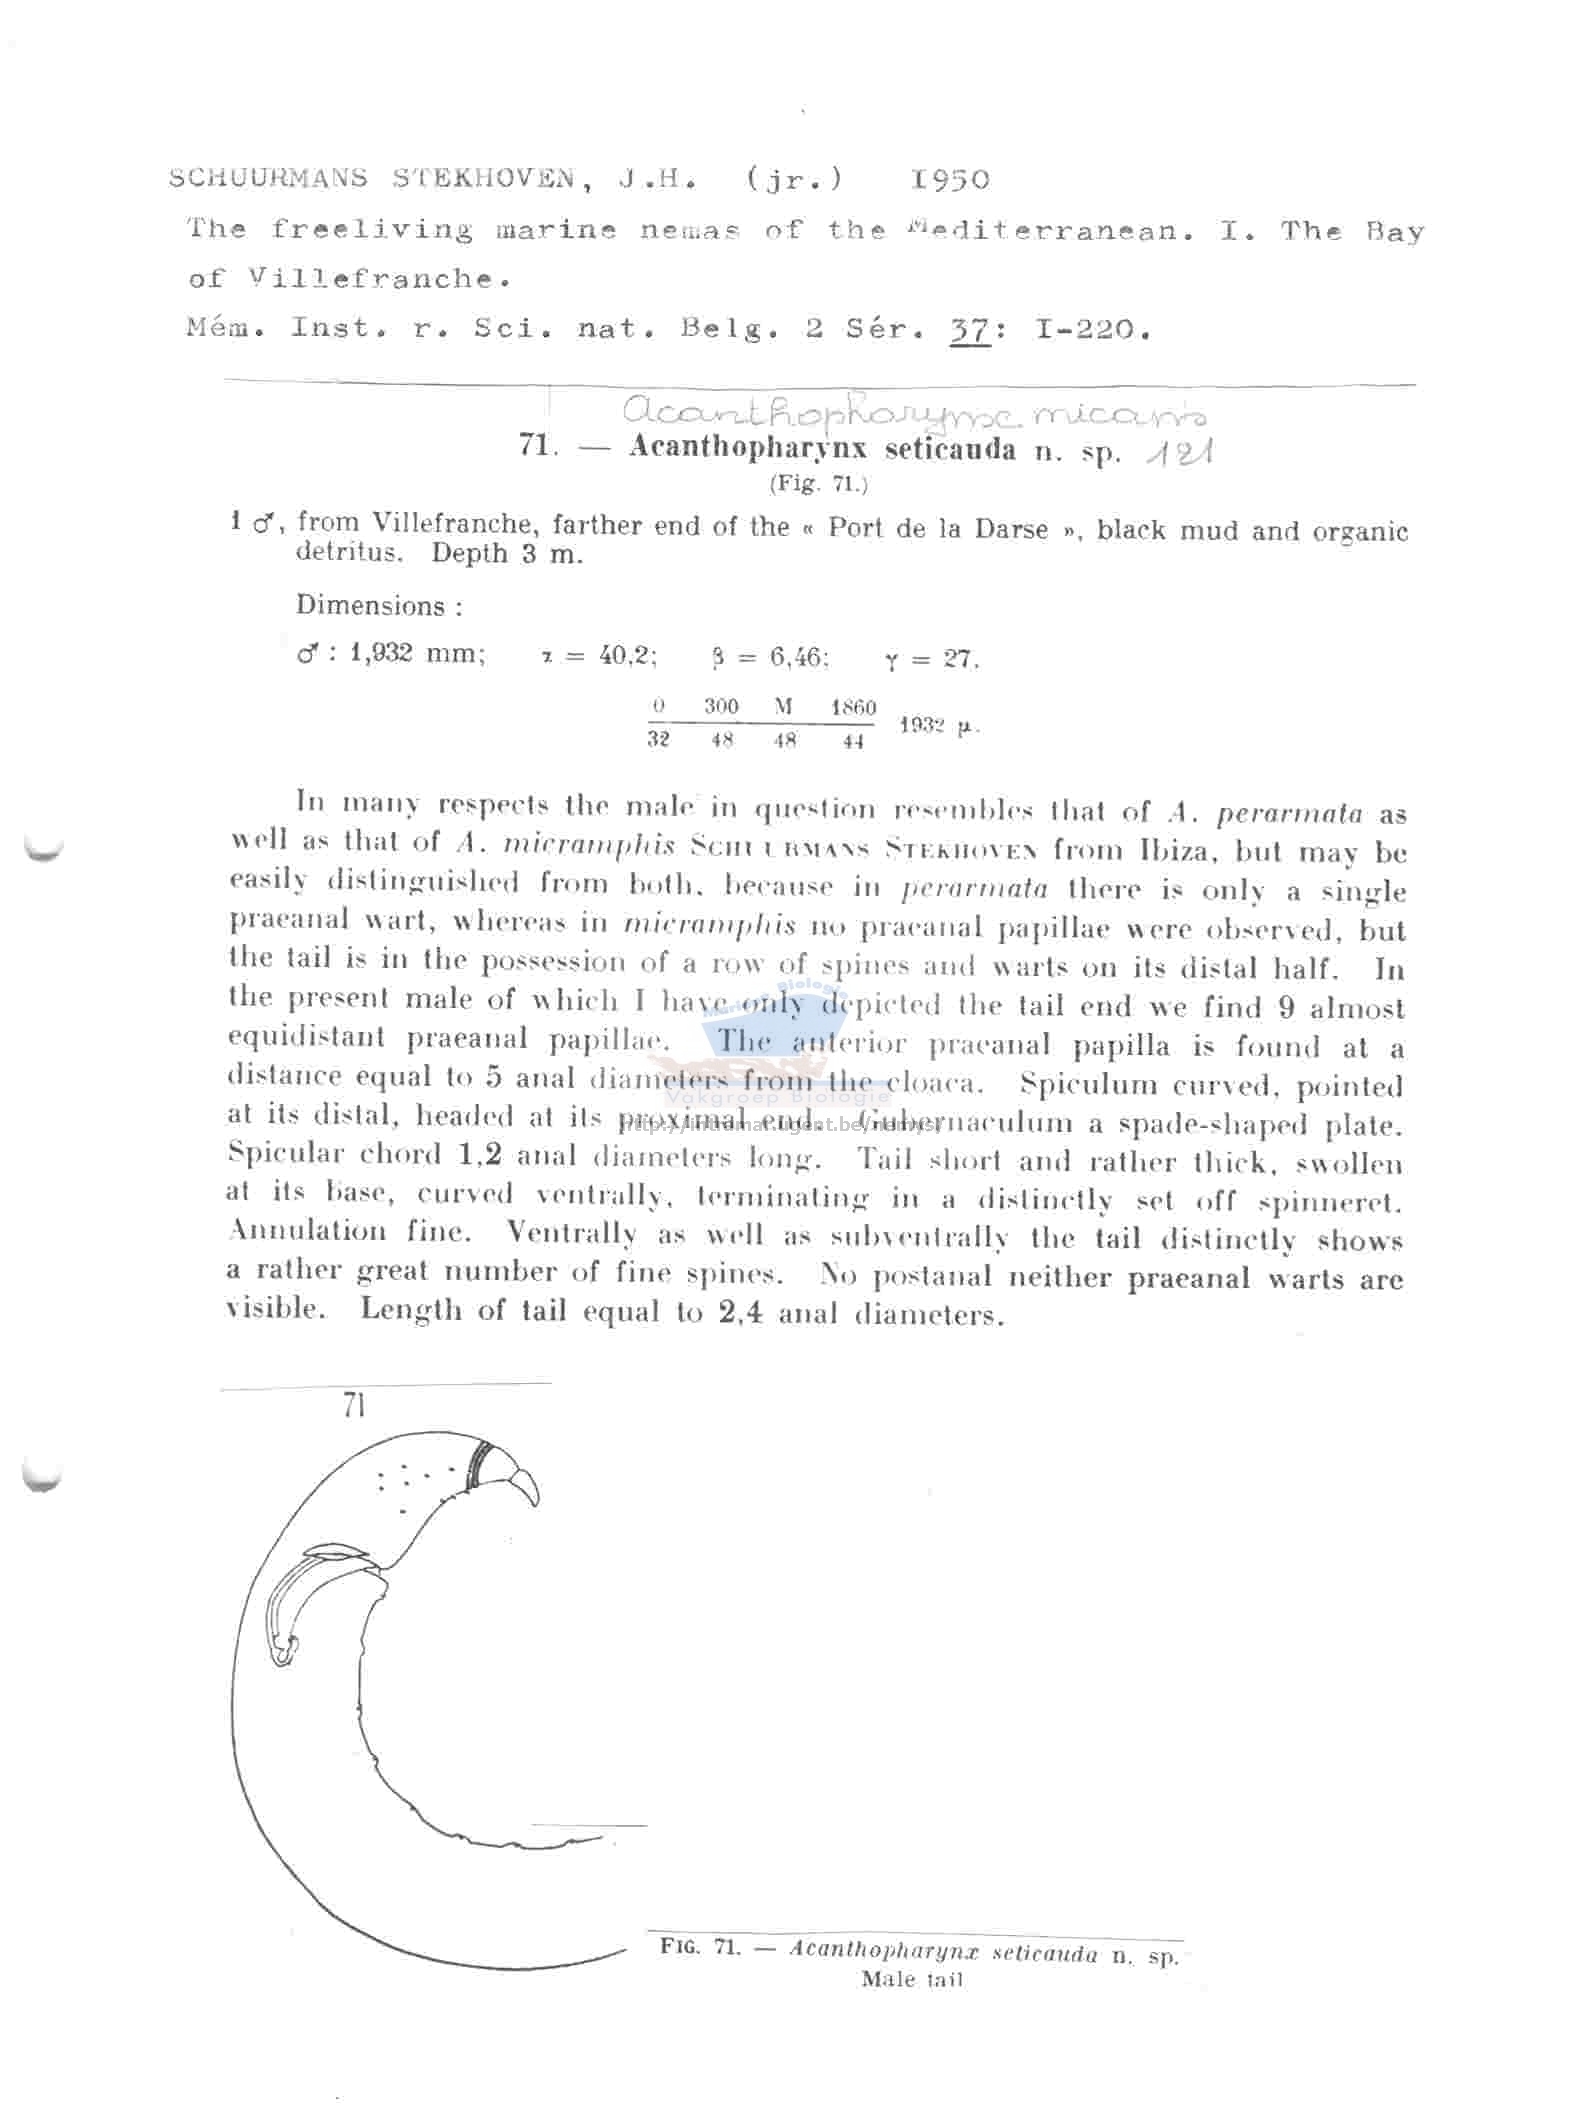 SCHUURMANS STEKHOVEN, J.H. (jr.) I950
The freeliving marine nemas of the Mediterranean. I. The Bay
of Villefranche.
Mém. Inst. r. Sci. nat. Belg. 2 Sér. 37: I-220.
Acanthopharynx micans
71. — Acanthopharynx seticauda n. sp. 121
(Fig. 71.)
1 ♂, from Villefranche, farther end of the « Port de la Darse », black mud and organic
detritus. Depth 3 m.
Dimensions :
♂ : 1,932 mm; α = 40,2; β = 6,46; γ = 27.
0 300 M 1860
32 48 48 44 1932 µ.
In many respects the male in question resembles that of A. perarmata as
well as that of A. micramphis SCHUURMANS STEKHOVEN from Ibiza, but may be
easily distinguished from both, because in perarmata there is only a single
praeanal wart, whereas in micramphis no praeanal papillae were observed, but
the tail is in the possession of a row of spines and warts on its distal half. In
the present male of which I have only depicted the tail end we find 9 almost
equidistant praeanal papillae. The anterior praeanal papilla is found at a
distance equal to 5 anal diameters from the cloaca. Spiculum curved, pointed
at its distal, headed at its proximal end. Gubernaculum a spade-shaped plate.
Spicular chord 1,2 anal diameters long. Tail short and rather thick, swollen
at its base, curved ventrally, terminating in a distinctly set off spinneret.
Annulation fine. Ventrally as well as subventrally the tail distinctly shows
a rather great number of fine spines. No postanal neither praeanal warts are
visible. Length of tail equal to 2,4 anal diameters.
Mariene Biologie
Vakgroep Biologie
http://intramar.ugent.be/nemys/
71
FIG. 71. — Acanthopharynx seticauda n. sp.
Male tail